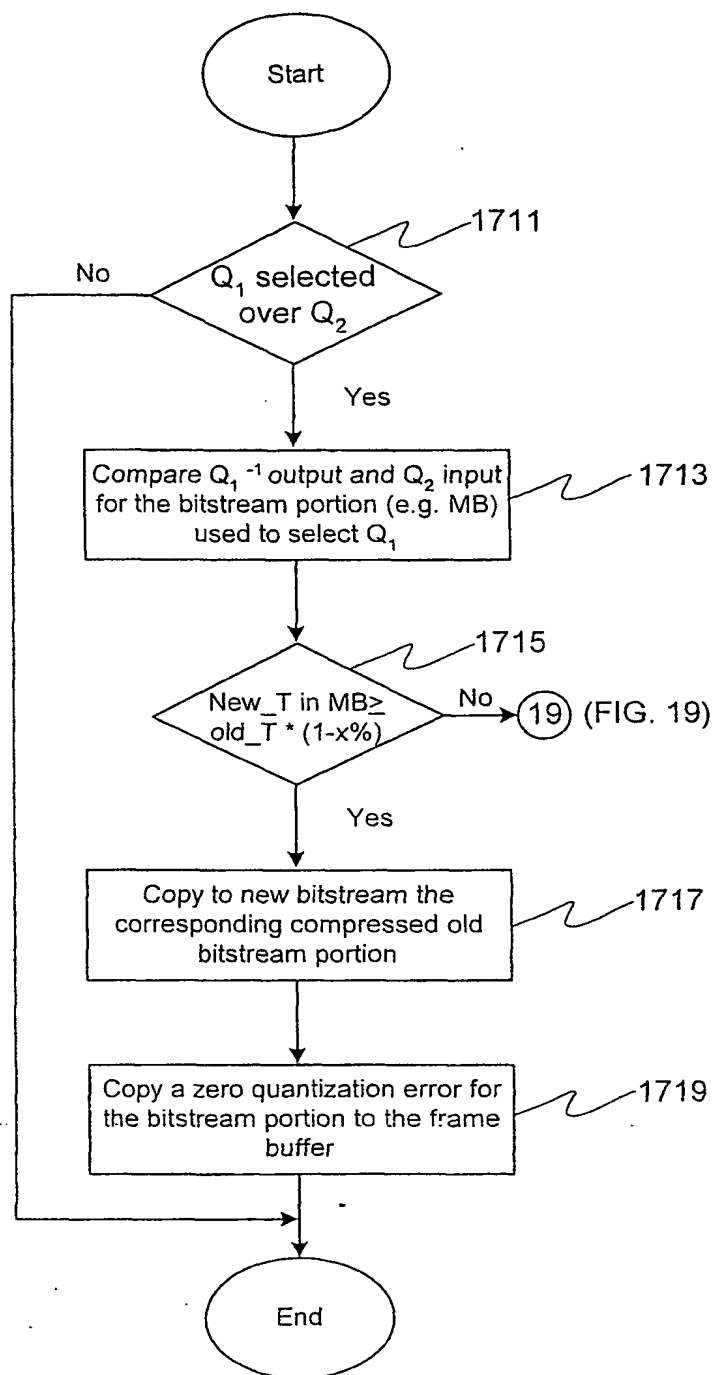 Start
1711
No
Q₁ selected
over Q₂
Yes
Compare Q₁⁻¹ output and Q₂ input
for the bitstream portion (e.g. MB)
used to select Q₁
1713
1715
New_T in MB≥
old_T * (1-x%)
No
19 (FIG. 19)
Yes
Copy to new bitstream the
corresponding compressed old
bitstream portion
1717
Copy a zero quantization error for
the bitstream portion to the frame
buffer
1719
End